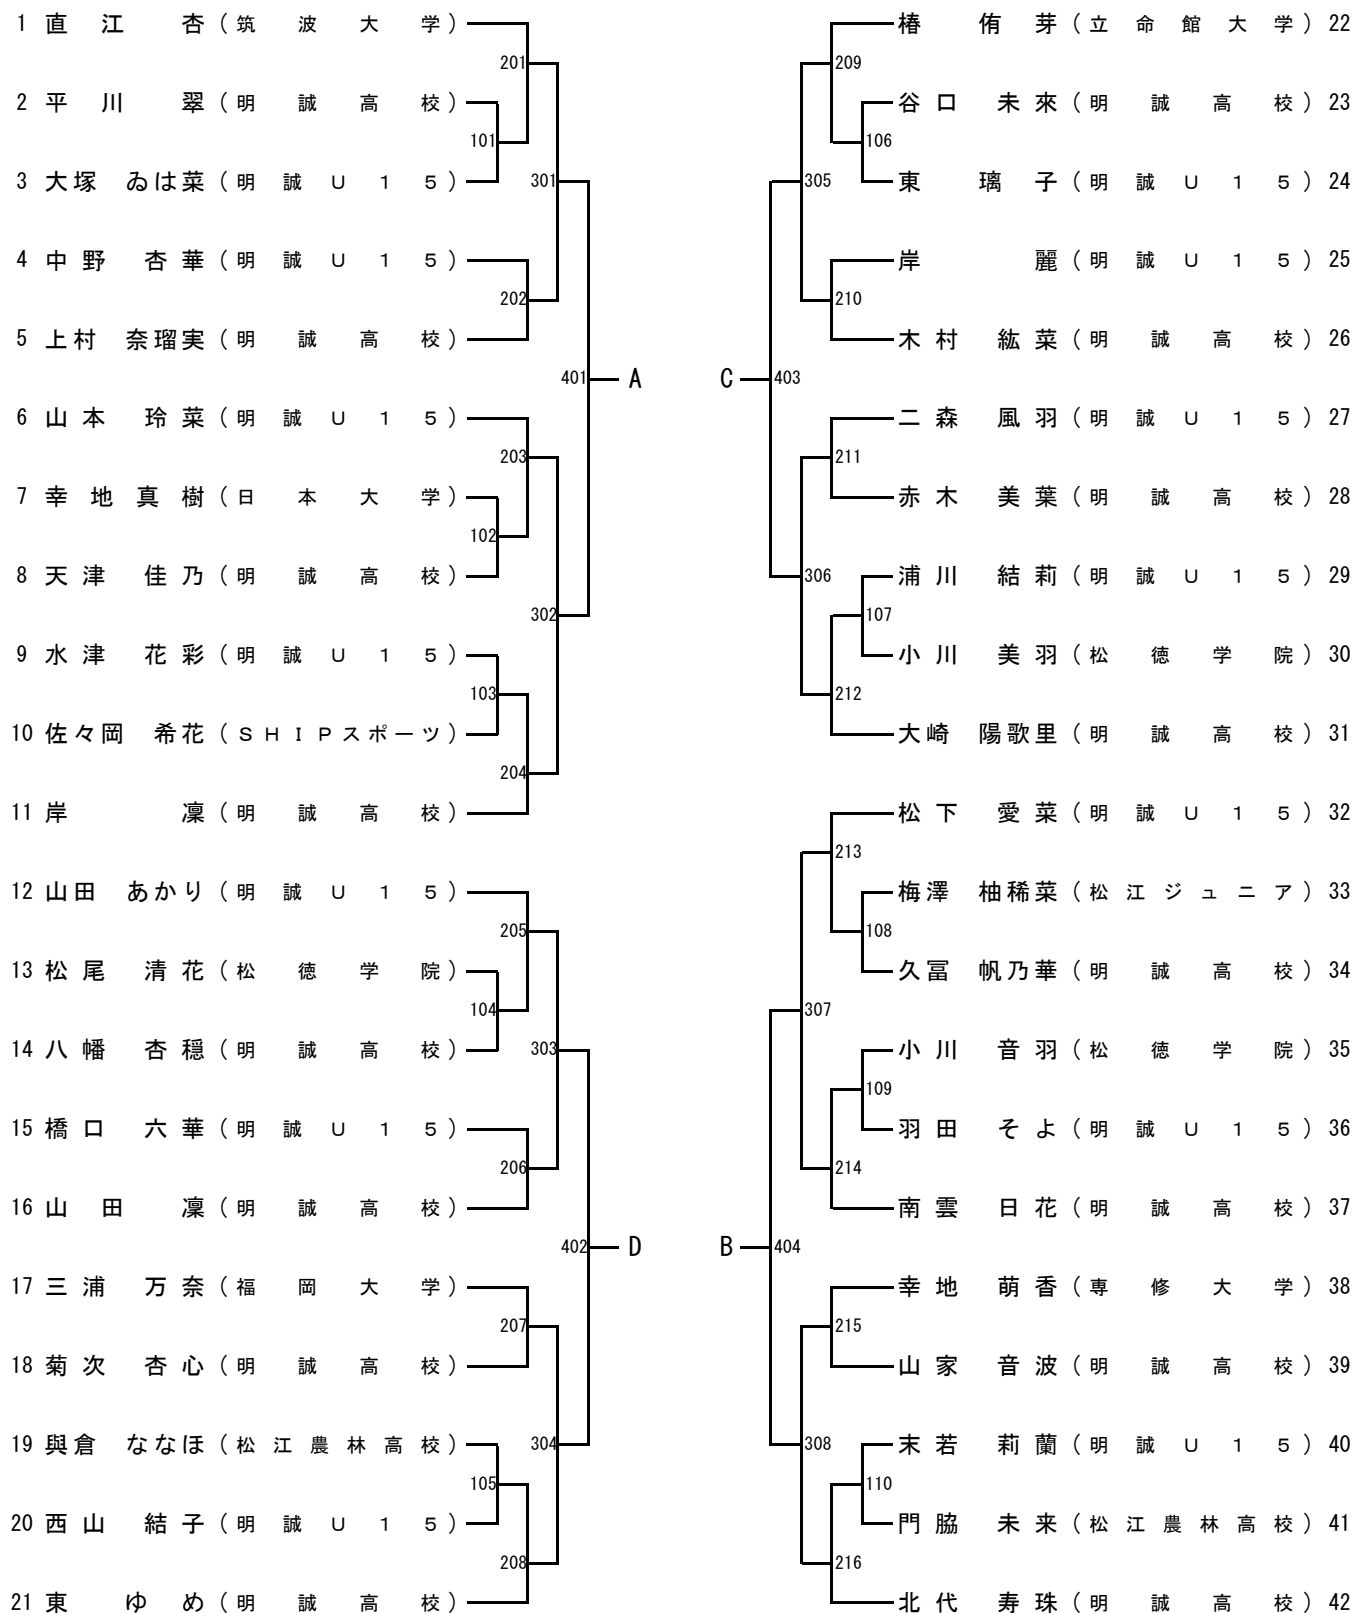 1 直江 杏 (筑波大学)
201
2 平川 翠 (明誠高校)
101
3 大塚 ゐは菜 (明誠U15)
301
4 中野 杏華 (明誠U15)
202
5 上村 奈瑠実 (明誠高校)
401 A
6 山本 玲菜 (明誠U15)
203
7 幸地真樹 (日本大学)
102
8 天津 佳乃 (明誠高校)
302
9 水津 花彩 (明誠U15)
103
10 佐々岡 希花 (SHIPスポーツ)
204
11 岸 凜 (明誠高校)
12 山田 あかり (明誠U15)
205
13 松尾 清花 (松徳学院)
104
14 八幡 杏穏 (明誠高校)
303
15 橋口 六華 (明誠U15)
206
16 山田 凜 (明誠高校)
402 D
17 三浦 万奈 (福岡大学)
207
18 菊次 杏心 (明誠高校)
19 與倉 ななほ (松江農林高校)
304
105
20 西山 結子 (明誠U15)
208
21 東 ゆめ (明誠高校)
椿 侑芽 (立命館大学) 22
209
谷口 未來 (明誠高校) 23
106
東 璃子 (明誠U15) 24
305
岸 麗 (明誠U15) 25
210
木村 紘菜 (明誠高校) 26
C 403
二森 風羽 (明誠U15) 27
211
赤木 美葉 (明誠高校) 28
306
浦川 結莉 (明誠U15) 29
107
小川 美羽 (松徳学院) 30
212
大崎 陽歌里 (明誠高校) 31
松下 愛菜 (明誠U15) 32
213
梅澤 柚稀菜 (松江ジュニア) 33
108
久冨 帆乃華 (明誠高校) 34
307
小川 音羽 (松徳学院) 35
109
羽田 そよ (明誠U15) 36
214
南雲 日花 (明誠高校) 37
B 404
幸地 萌香 (専修大学) 38
215
山家 音波 (明誠高校) 39
308
末若 莉蘭 (明誠U15) 40
110
門脇 未来 (松江農林高校) 41
216
北代 寿珠 (明誠高校) 42